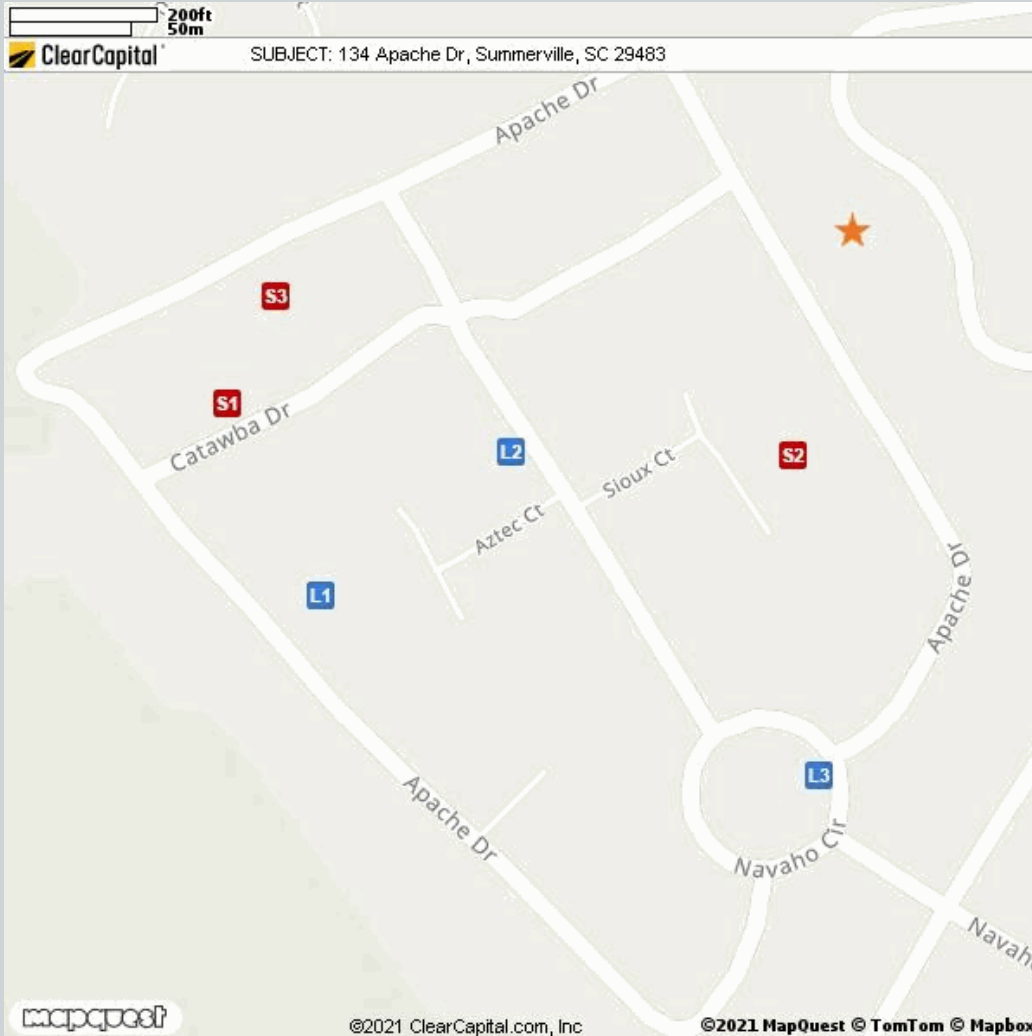 200ft
50m
ClearCapital
SUBJECT: 134 Apache Dr, Summerville, SC 29483
Apache Dr
S3
S1
Catawba Dr
L2
S2
Sioux Ct
Aztec Ct
L1
Apache Dr
L3
Apache Dr
Navaho Cir
Navaho
mapquest
©2021 ClearCapital.com, Inc
©2021 MapQuest © TomTom © Mapbox